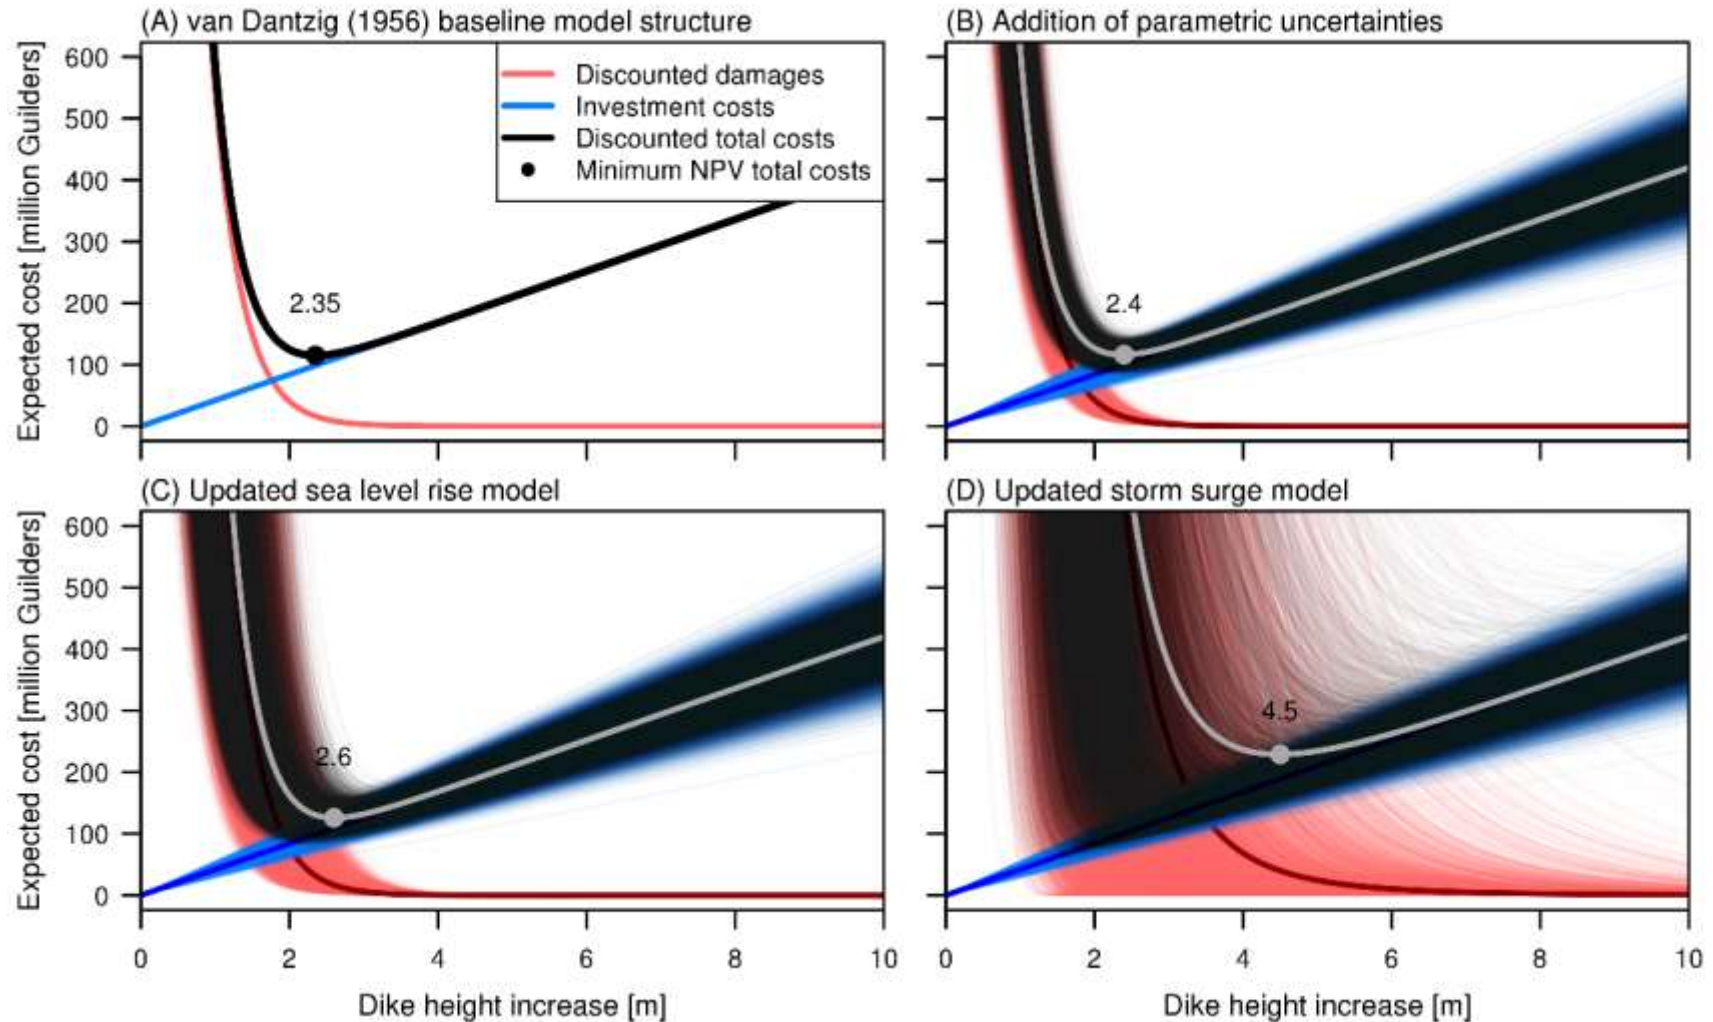 (A) van Dantzig (1956) baseline model structure
Expected cost [million Guilders]
600
500
400
300
200
100
0
Discounted damages
Investment costs
Discounted total costs
Minimum NPV total costs
2.35
(B) Addition of parametric uncertainties
2.4
(C) Updated sea level rise model
Expected cost [million Guilders]
600
500
400
300
200
100
0
2.6
0 2 4 6 8 10
Dike height increase [m]
(D) Updated storm surge model
4.5
0 2 4 6 8 10
Dike height increase [m]